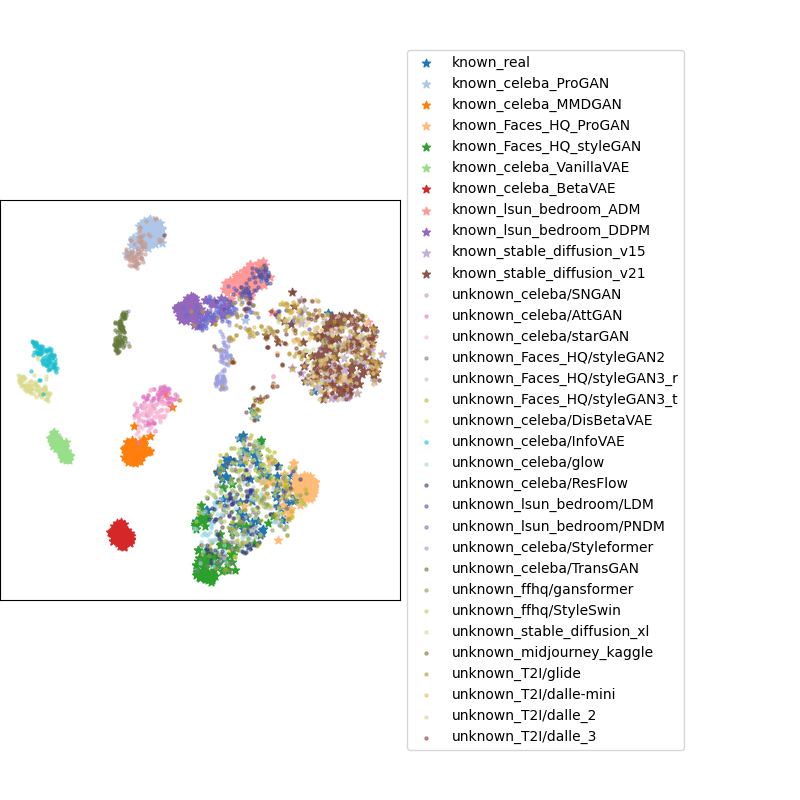 known_real
known_celeba_ProGAN
known_celeba_MMDGAN
known_Faces_HQ_ProGAN
known_Faces_HQ_styleGAN
known_celeba_VanillaVAE
known_celeba_BetaVAE
known_lsun_bedroom_ADM
known_lsun_bedroom_DDPM
known_stable_diffusion_v15
known_stable_diffusion_v21
unknown_celeba/SNGAN
unknown_celeba/AttGAN
unknown_celeba/starGAN
unknown_Faces_HQ/styleGAN2
unknown_Faces_HQ/styleGAN3_r
unknown_Faces_HQ/styleGAN3_t
unknown_celeba/DisBetaVAE
unknown_celeba/InfoVAE
unknown_celeba/glow
unknown_celeba/ResFlow
unknown_lsun_bedroom/LDM
unknown_lsun_bedroom/PNDM
unknown_celeba/Styleformer
unknown_celeba/TransGAN
unknown_ffhq/gansformer
unknown_ffhq/StyleSwin
unknown_stable_diffusion_xl
unknown_midjourney_kaggle
unknown_T2I/glide
unknown_T2I/dalle-mini
unknown_T2I/dalle_2
unknown_T2I/dalle_3